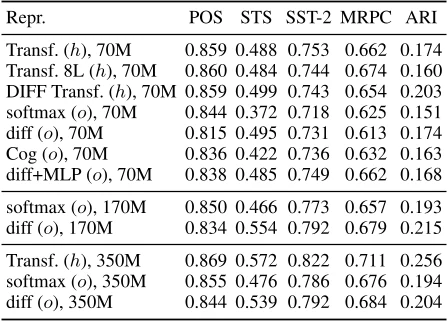 Repr. POS STS SST-2 MRPC ARI
Transf. (h), 70M 0.859 0.488 0.753 0.662 0.174
Transf. 8L (h), 70M 0.860 0.484 0.744 0.674 0.160
DIFF Transf. (h), 70M 0.859 0.499 0.743 0.654 0.203
softmax (o), 70M 0.844 0.372 0.718 0.625 0.151
diff (o), 70M 0.815 0.495 0.731 0.613 0.174
Cog (o), 70M 0.836 0.422 0.736 0.632 0.163
diff+MLP (o), 70M 0.838 0.485 0.749 0.662 0.168
softmax (o), 170M 0.850 0.466 0.773 0.657 0.193
diff (o), 170M 0.834 0.554 0.792 0.679 0.215
Transf. (h), 350M 0.869 0.572 0.822 0.711 0.256
softmax (o), 350M 0.855 0.476 0.786 0.676 0.194
diff (o), 350M 0.844 0.539 0.792 0.684 0.204